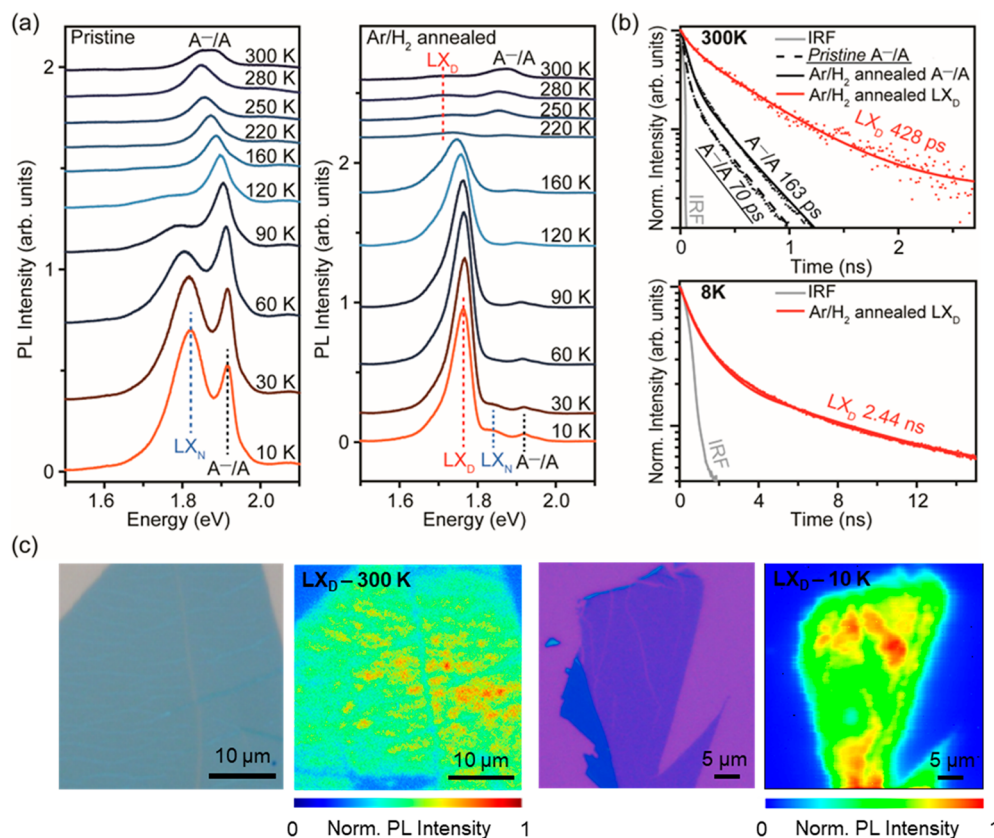 (a)
Pristine
A⁻/A
300 K
280 K
250 K
220 K
160 K
120 K
90 K
60 K
30 K
10 K
LX_N
A⁻/A
2
1
0
PL Intensity (arb. units)
1.6 1.8 2.0
Energy (eV)
Ar/H₂ annealed
LX_D
A⁻/A
300 K
280 K
250 K
220 K
160 K
120 K
90 K
60 K
30 K
10 K
LX_D LX_N A⁻/A
2
1
0
PL Intensity (arb. units)
1.6 1.8 2.0
Energy (eV)
(b)
300K
IRF
Pristine A⁻/A
Ar/H₂ annealed A⁻/A
Ar/H₂ annealed LX_D
LX_D 428 ps
A⁻/A 163 ps
A⁻/A 70 ps
IRF
Norm. Intensity (arb. units)
0 1 2
Time (ns)
8K
IRF
Ar/H₂ annealed LX_D
LX_D 2.44 ns
IRF
Norm. Intensity (arb. units)
0 4 8 12
Time (ns)
(c)
10 µm
LX_D – 300 K
10 µm
5 µm
LX_D – 10 K
5 µm
0 Norm. PL Intensity 1
0 Norm. PL Intensity